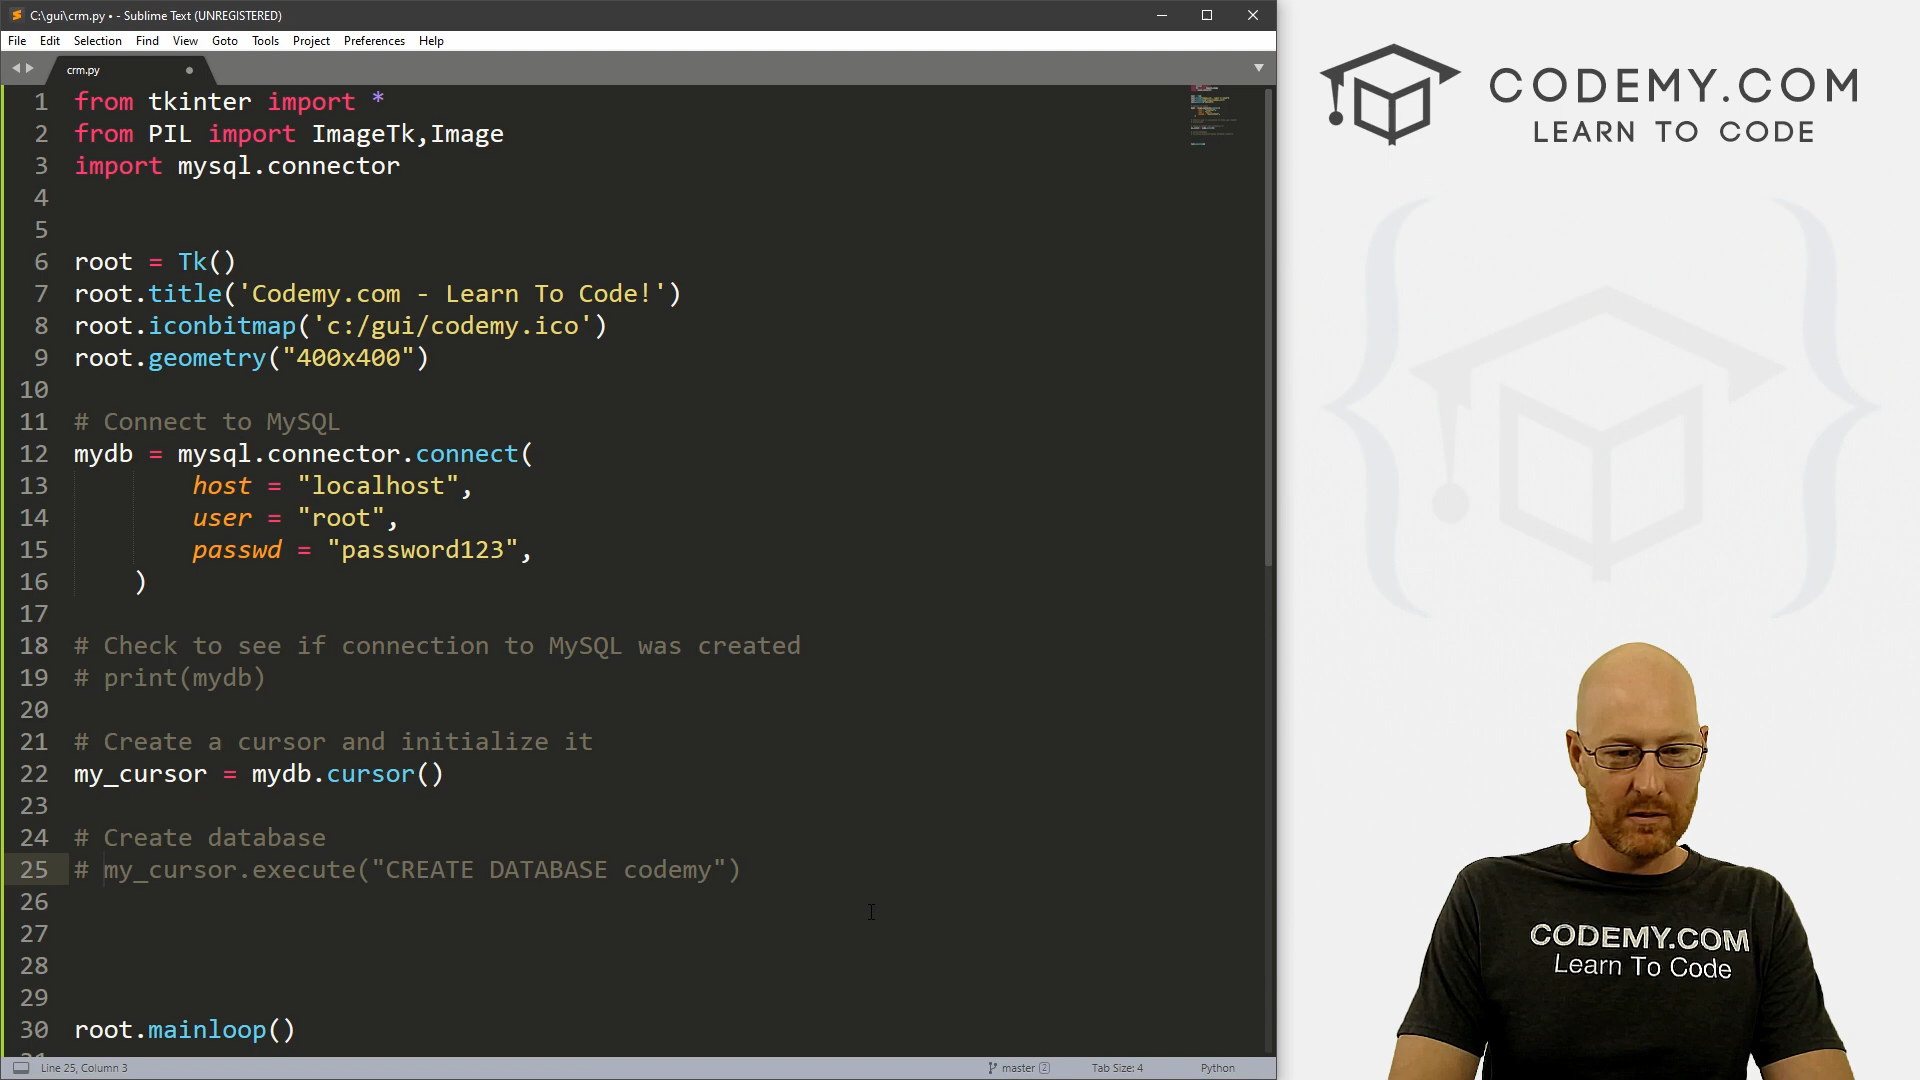 C:\gui\crm.py • - Sublime Text (UNREGISTERED)
File Edit Selection Find View Goto Tools Project Preferences Help
crm.py
1 from tkinter import *
2 from PIL import ImageTk,Image
3 import mysql.connector
4
5
6 root = Tk()
7 root.title('Codemy.com - Learn To Code!')
8 root.iconbitmap('c:/gui/codemy.ico')
9 root.geometry("400x400")
10
11 # Connect to MySQL
12 mydb = mysql.connector.connect(
13 host = "localhost",
14 user = "root",
15 passwd = "password123",
16 )
17
18 # Check to see if connection to MySQL was created
19 # print(mydb)
20
21 # Create a cursor and initialize it
22 my_cursor = mydb.cursor()
23
24 # Create database
25 # my_cursor.execute("CREATE DATABASE codemy")
26
27
28
29
30 root.mainloop()
Line 25, Column 3
master 2
Tab Size: 4
Python
CODEMY.COM
LEARN TO CODE
CODEMY.COM
Learn To Code